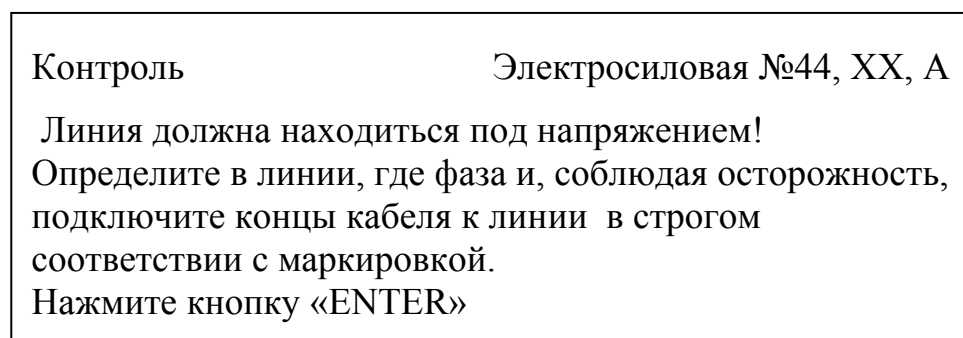 Контроль Электросиловая №44, XX, A
Линия должна находиться под напряжением!
Определите в линии, где фаза и, соблюдая осторожность,
подключите концы кабеля к линии в строгом
соответствии с маркировкой.
Нажмите кнопку «ENTER»